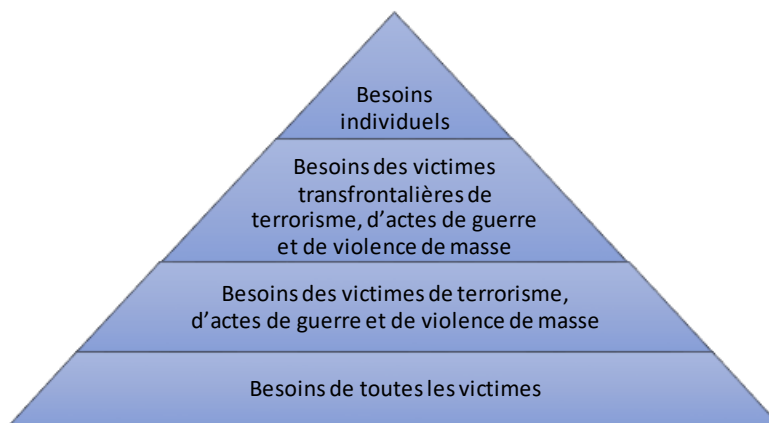 Besoins
individuels
Besoins des victimes
transfrontalières de
terrorisme, d’actes de guerre
et de violence de masse
Besoins des victimes de terrorisme,
d’actes de guerre et de violence de masse
Besoins de toutes les victimes